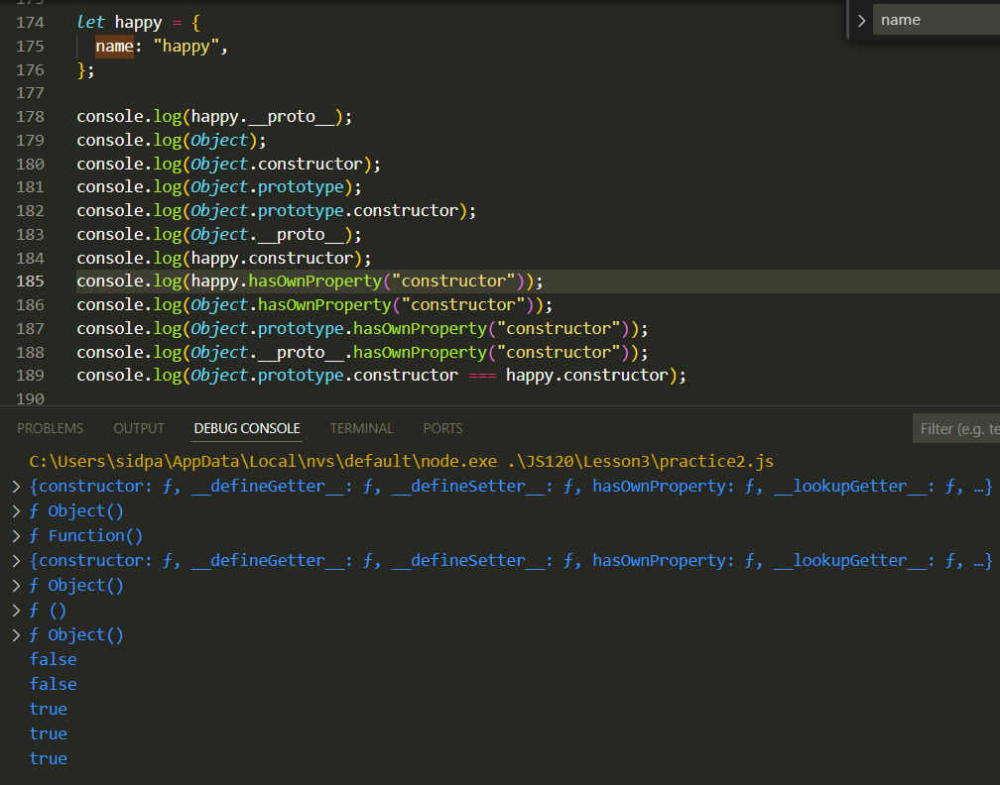 173
name
174 let happy = {
175 name: "happy",
176 };
177
178 console.log(happy.__proto__);
179 console.log(Object);
180 console.log(Object.constructor);
181 console.log(Object.prototype);
182 console.log(Object.prototype.constructor);
183 console.log(Object.__proto__);
184 console.log(happy.constructor);
185 console.log(happy.hasOwnProperty("constructor"));
186 console.log(Object.hasOwnProperty("constructor"));
187 console.log(Object.prototype.hasOwnProperty("constructor"));
188 console.log(Object.__proto__.hasOwnProperty("constructor"));
189 console.log(Object.prototype.constructor === happy.constructor);
190
PROBLEMS OUTPUT DEBUG CONSOLE TERMINAL PORTS Filter (e.g. te
C:\Users\sidpa\AppData\Local\nvs\default\node.exe .\JS120\Lesson3\practice2.js
> {constructor: ƒ, __defineGetter__: ƒ, __defineSetter__: ƒ, hasOwnProperty: ƒ, __lookupGetter__: ƒ, …}
> ƒ Object()
> ƒ Function()
> {constructor: ƒ, __defineGetter__: ƒ, __defineSetter__: ƒ, hasOwnProperty: ƒ, __lookupGetter__: ƒ, …}
> ƒ Object()
> ƒ ()
> ƒ Object()
false
false
true
true
true